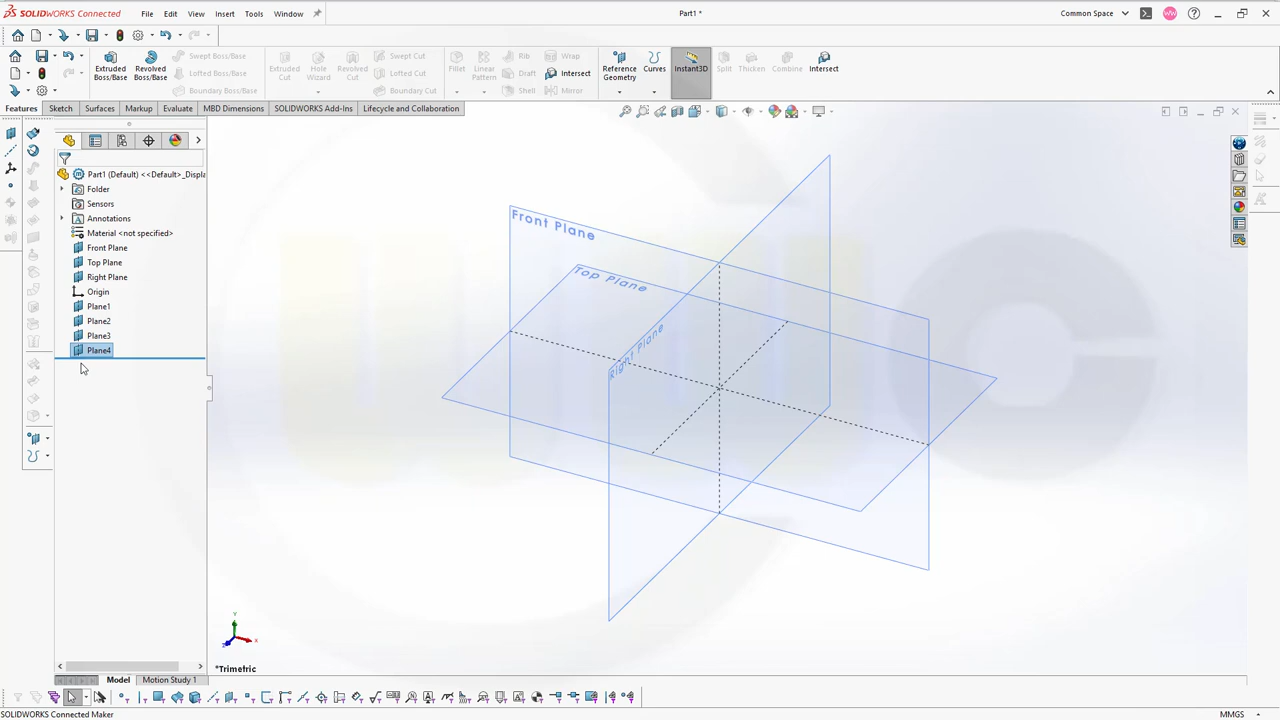 SOLIDWORKS Connected
File Edit View Insert Tools Window
Part1 *
Common Space
WW
Extruded Boss/Base
Revolved Boss/Base
Swept Boss/Base
Lofted Boss/Base
Boundary Boss/Base
Extruded Cut
Hole Wizard
Revolved Cut
Swept Cut
Lofted Cut
Boundary Cut
Fillet
Linear Pattern
Rib
Draft
Shell
Wrap
Intersect
Mirror
Reference Geometry
Curves
Instant3D
Split
Thicken
Combine
Intersect
Features Sketch Surfaces Markup Evaluate MBD Dimensions SOLIDWORKS Add-Ins Lifecycle and Collaboration
Part1 (Default) <<Default>_Displa
Folder
Sensors
Annotations
Material <not specified>
Front Plane
Top Plane
Right Plane
Origin
Plane1
Plane2
Plane3
Plane4
Front Plane
Top Plane
Right Plane
Y
X
Z
*Trimetric
Model Motion Study 1
SOLIDWORKS Connected Maker
MMGS